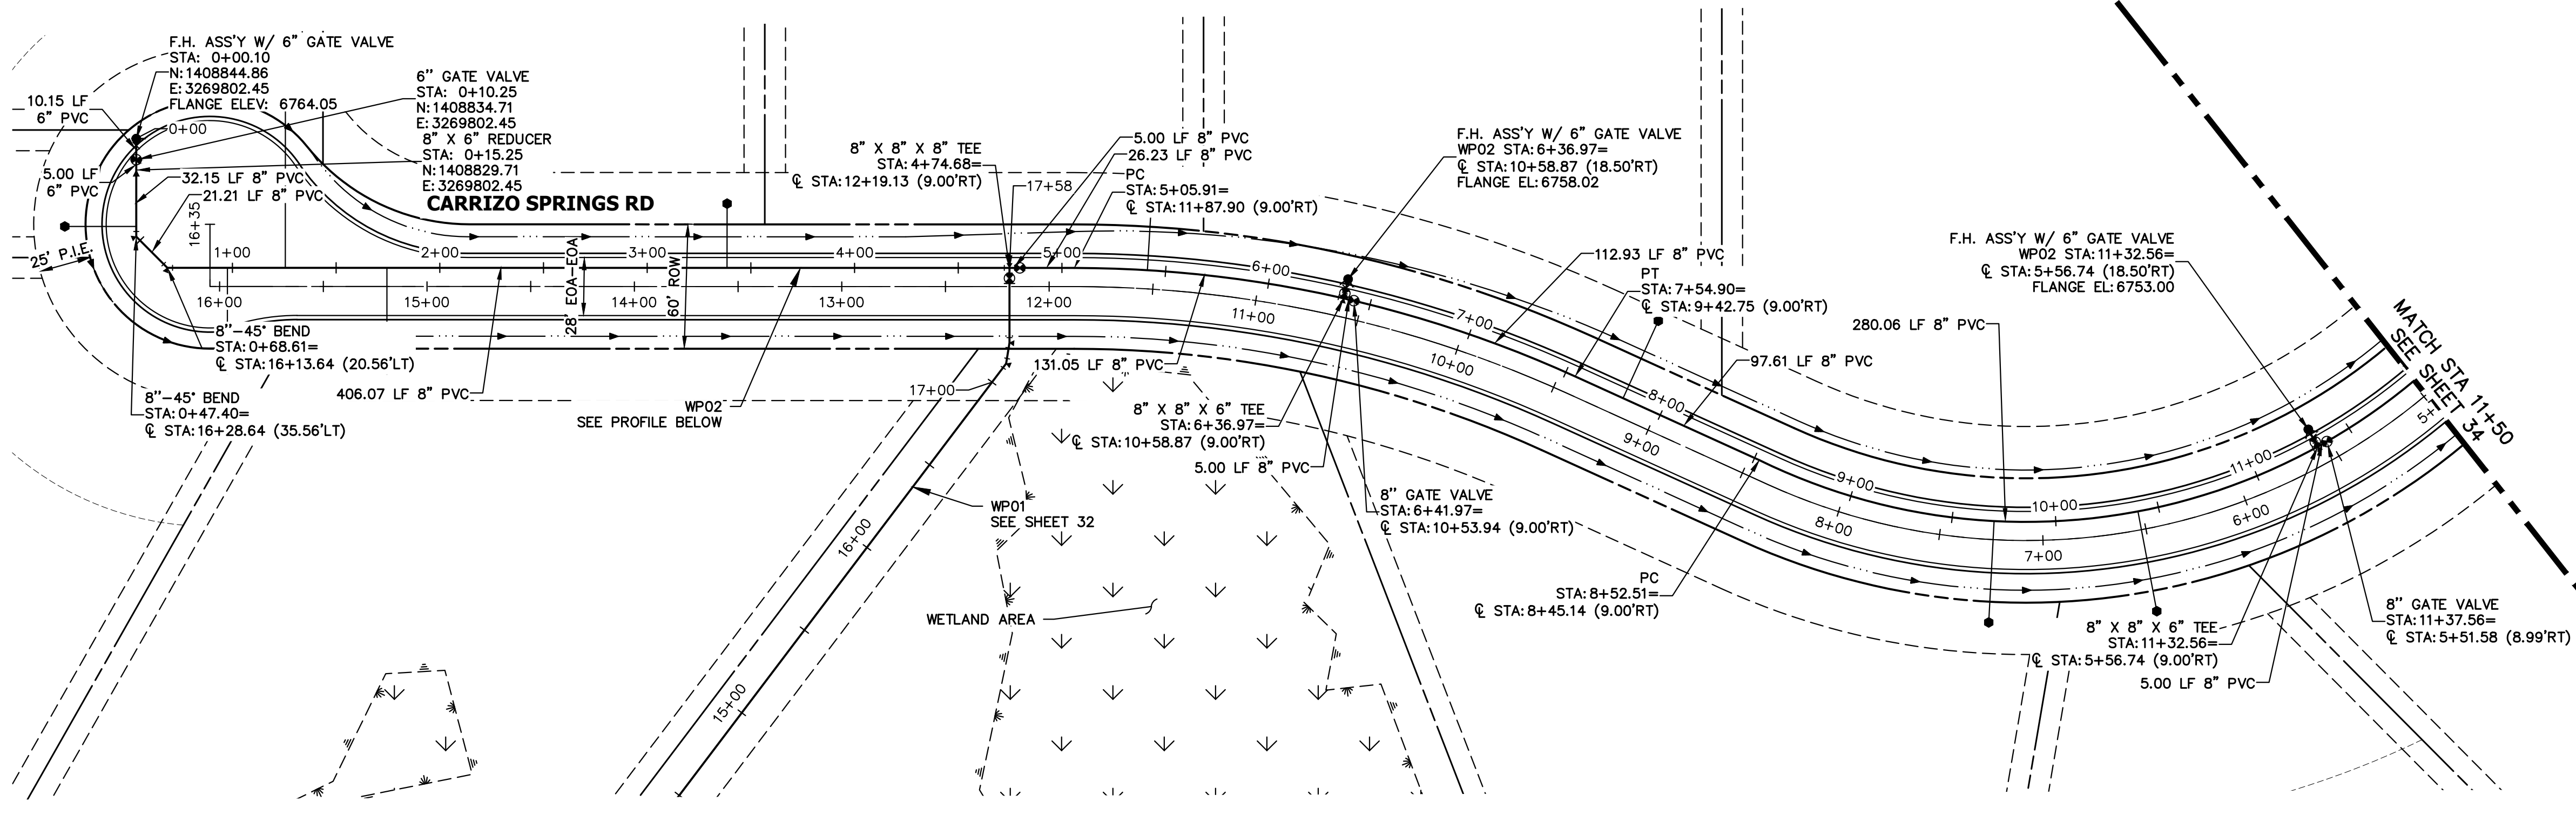 F.H. ASS'Y W/ 6" GATE VALVE
STA: 0+00.10
N:1408844.86
E:3269802.45
FLANGE ELEV: 6764.05
10.15 LF
6" PVC
0+00
6" GATE VALVE
STA: 0+10.25
N:1408834.71
E:3269802.45
8" X 6" REDUCER
STA: 0+15.25
N:1408829.71
E:3269802.45
5.00 LF
6" PVC
32.15 LF 8" PVC
21.21 LF 8" PVC
16+35
25' P.I.E.
CARRIZO SPRINGS RD
1+00
2+00
3+00
4+00
5+00
6+00
7+00
8+00
9+00
10+00
11+00
16+00
15+00
14+00
13+00
12+00
11+00
10+00
9+00
8+00
7+00
6+00
5+
28' EOA-EOA
60' ROW
8"-45° BEND
STA: 0+68.61=
℄ STA:16+13.64 (20.56'LT)
8"-45° BEND
STA: 0+47.40=
℄ STA:16+28.64 (35.56'LT)
406.07 LF 8" PVC
WP02
SEE PROFILE BELOW
8" X 8" X 8" TEE
STA:4+74.68=
℄ STA:12+19.13 (9.00'RT)
17+58
5.00 LF 8" PVC
26.23 LF 8" PVC
PC
STA:5+05.91=
℄ STA:11+87.90 (9.00'RT)
17+00
131.05 LF 8" PVC
F.H. ASS'Y W/ 6" GATE VALVE
WP02 STA:6+36.97=
℄ STA:10+58.87 (18.50'RT)
FLANGE EL:6758.02
8" X 8" X 6" TEE
STA:6+36.97=
℄ STA:10+58.87 (9.00'RT)
5.00 LF 8" PVC
8" GATE VALVE
STA:6+41.97=
℄ STA:10+53.94 (9.00'RT)
WP01
SEE SHEET 32
16+00
15+00
WETLAND AREA
112.93 LF 8" PVC
PT
STA:7+54.90=
℄ STA:9+42.75 (9.00'RT)
97.61 LF 8" PVC
PC
STA:8+52.51=
℄ STA:8+45.14 (9.00'RT)
280.06 LF 8" PVC
F.H. ASS'Y W/ 6" GATE VALVE
WP02 STA:11+32.56=
℄ STA:5+56.74 (18.50'RT)
FLANGE EL:6753.00
MATCH STA 11+50
SEE SHEET 34
8" X 8" X 6" TEE
STA:11+32.56=
℄ STA:5+56.74 (9.00'RT)
5.00 LF 8" PVC
8" GATE VALVE
STA:11+37.56=
℄ STA:5+51.58 (8.99'RT)